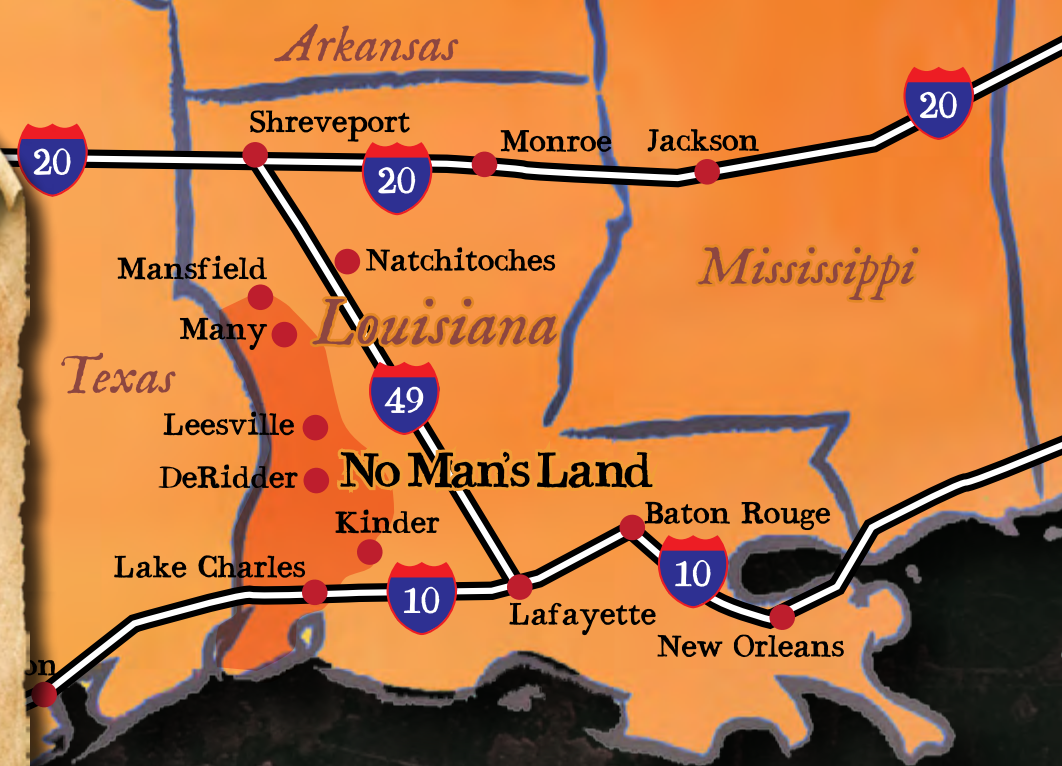 Arkansas
Shreveport
Monroe
Jackson
20
20
20
Natchitoches
Mansfield
Mississippi
Louisiana
Many
Texas
49
Leesville
No Man's Land
DeRidder
Kinder
Baton Rouge
Lake Charles
10
10
Lafayette
New Orleans
on